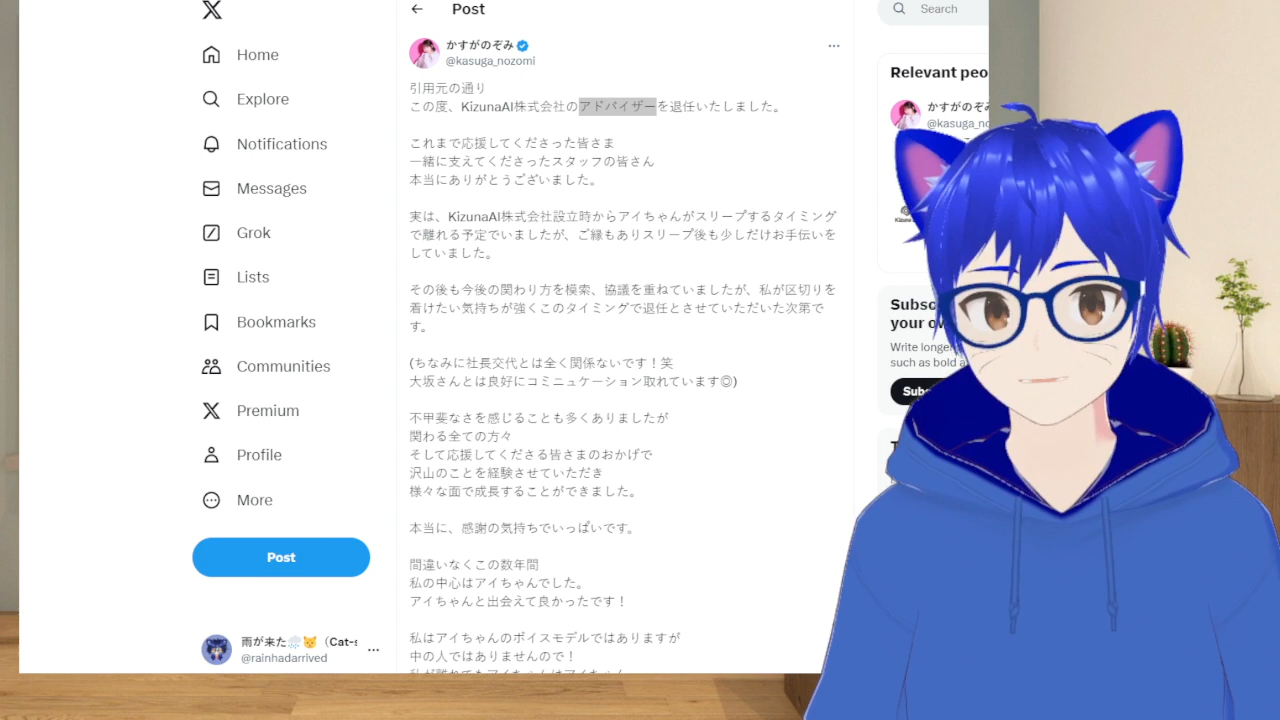 Home
Explore
Notifications
Messages
Grok
Lists
Bookmarks
Communities
Premium
Profile
More
Post
雨が来た🌧️😺（Cat-s
@rainhadarrived
Post
かすがのぞみ
@kasuga_nozomi
引用元の通り
この度、KizunaAI株式会社のアドバイザーを退任いたしました。
これまで応援してくださった皆さま
一緒に支えてくださったスタッフの皆さん
本当にありがとうございました。
実は、KizunaAI株式会社設立時からアイちゃんがスリープするタイミング
で離れる予定でいましたが、ご縁もありスリープ後も少しだけお手伝いを
していました。
その後も今後の関わり方を模索、協議を重ねていましたが、私が区切りを
着けたい気持ちが強くこのタイミングで退任とさせていただいた次第で
す。
(ちなみに社長交代とは全く関係ないです！笑
大坂さんとは良好にコミニュケーション取れています◎)
不甲斐なさを感じることも多くありましたが
関わる全ての方々
そして応援してくださる皆さまのおかげで
沢山のことを経験させていただき
様々な面で成長することができました。
本当に、感謝の気持ちでいっぱいです。
間違いなくこの数年間
私の中心はアイちゃんでした。
アイちゃんと出会えて良かったです！
私はアイちゃんのボイスモデルではありますが
中の人ではありませんので！
Search
Relevant peo
かすがのぞみ
@kasuga_no
Subsc
your ow
Write longer
such as bold a
Subs